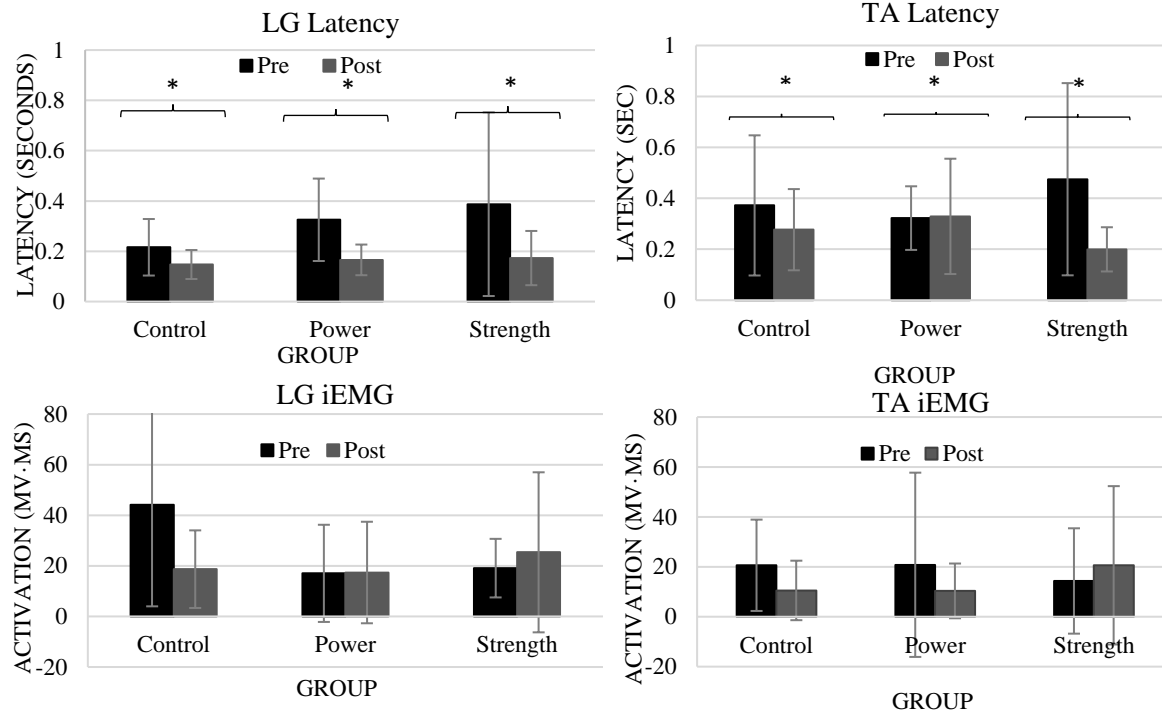 LG Latency
LATENCY (SECONDS)
1
0.8
0.6
0.4
0.2
0
Pre Post
* * *
Control Power Strength
GROUP
TA Latency
LATENCY (SEC)
1
0.8
0.6
0.4
0.2
0
Pre Post
* * *
Control Power Strength
GROUP
LG iEMG
ACTIVATION (MV·MS)
80
60
40
20
0
-20
Pre Post
Control Power Strength
GROUP
TA iEMG
ACTIVATION (MV·MS)
80
60
40
20
0
-20
Pre Post
Control Power Strength
GROUP